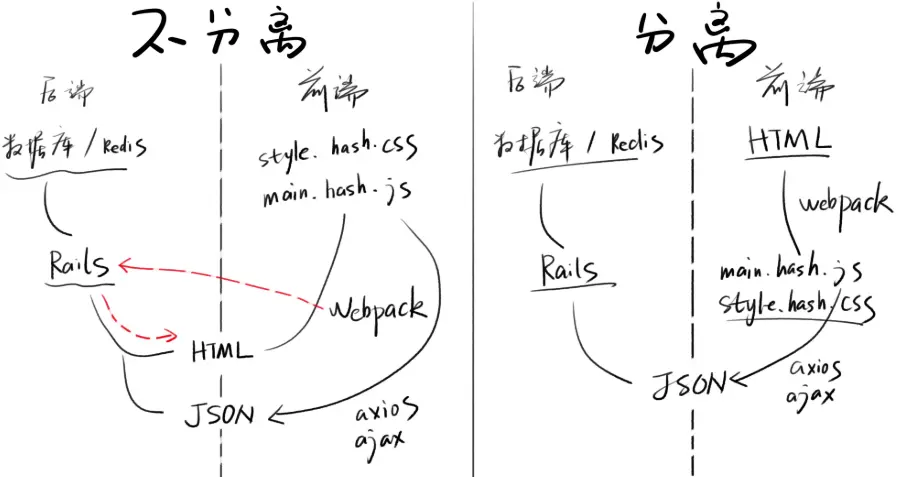 不分离
后端
前端
数据库/Redis
style.hash.css
main.hash.js
Rails
Webpack
HTML
JSON
axios
ajax
分离
后端
前端
数据库/Redis
HTML
webpack
Rails
main.hash.js
style.hash.css
JSON
axios
ajax